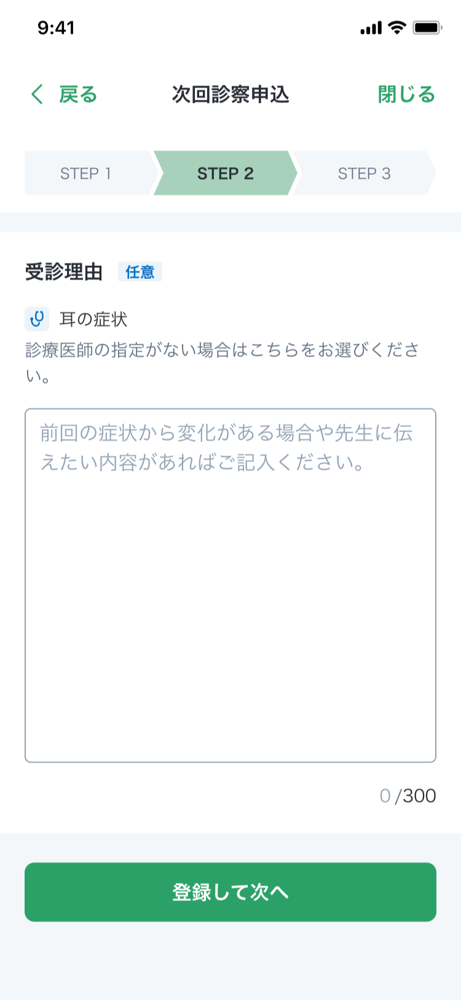 9:41
戻る 次回診察申込 閉じる
STEP 1 STEP 2 STEP 3
受診理由 任意
耳の症状
診療医師の指定がない場合はこちらをお選びくださ
い。
前回の症状から変化がある場合や先生に伝
えたい内容があればご記入ください。
0/300
登録して次へ